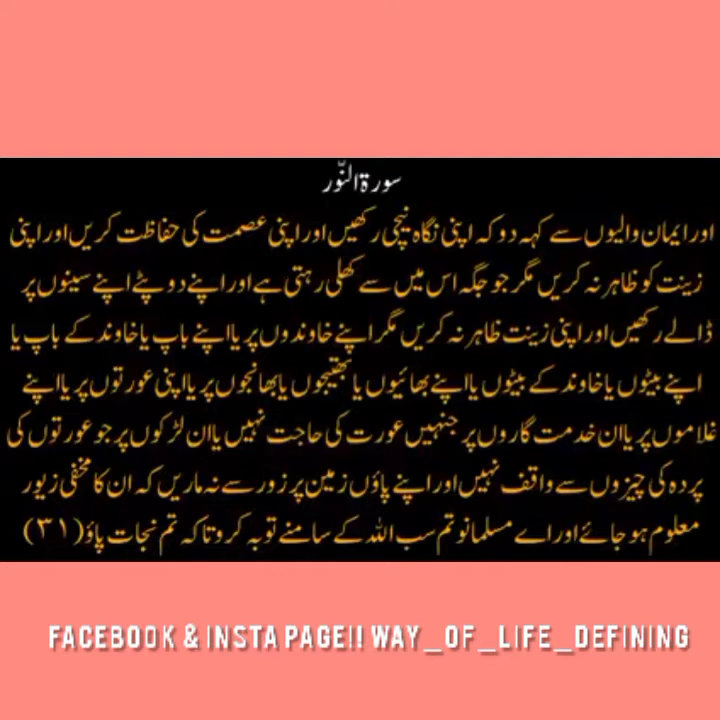 سورة النّور
اور ایمان والیوں سے کہہ دو کہ اپنی نگاہ نیچی رکھیں اور اپنی عصمت کی حفاظت کریں اور اپنی
زینت کو ظاہر نہ کریں مگر جو جگہ اس میں سے کھلی رہتی ہے اور اپنے دوپٹے اپنے سینوں پر
ڈالے رکھیں اور اپنی زینت ظاہر نہ کریں مگر اپنے خاوندوں پر یا اپنے باپ یا خاوند کے باپ یا
اپنے بیٹوں یا خاوند کے بیٹوں یا اپنے بھائیوں یا بھتیجوں یا بھانجوں پر یا اپنی عورتوں پر یا اپنے
غلاموں پر یا ان خدمت گاروں پر جنہیں عورت کی حاجت نہیں یا ان لڑکوں پر جو عورتوں کی
پردہ کی چیزوں سے واقف نہیں اور اپنے پاؤں زمین پر زور سے نہ ماریں کہ ان کا مخفی زیور
معلوم ہو جائے اور اے مسلمانو تم سب اللہ کے سامنے توبہ کرو تاکہ تم نجات پاؤ (۳۱)
FACEBOOK & INSTA PAGE!! WAY_OF_LIFE_DEFINING